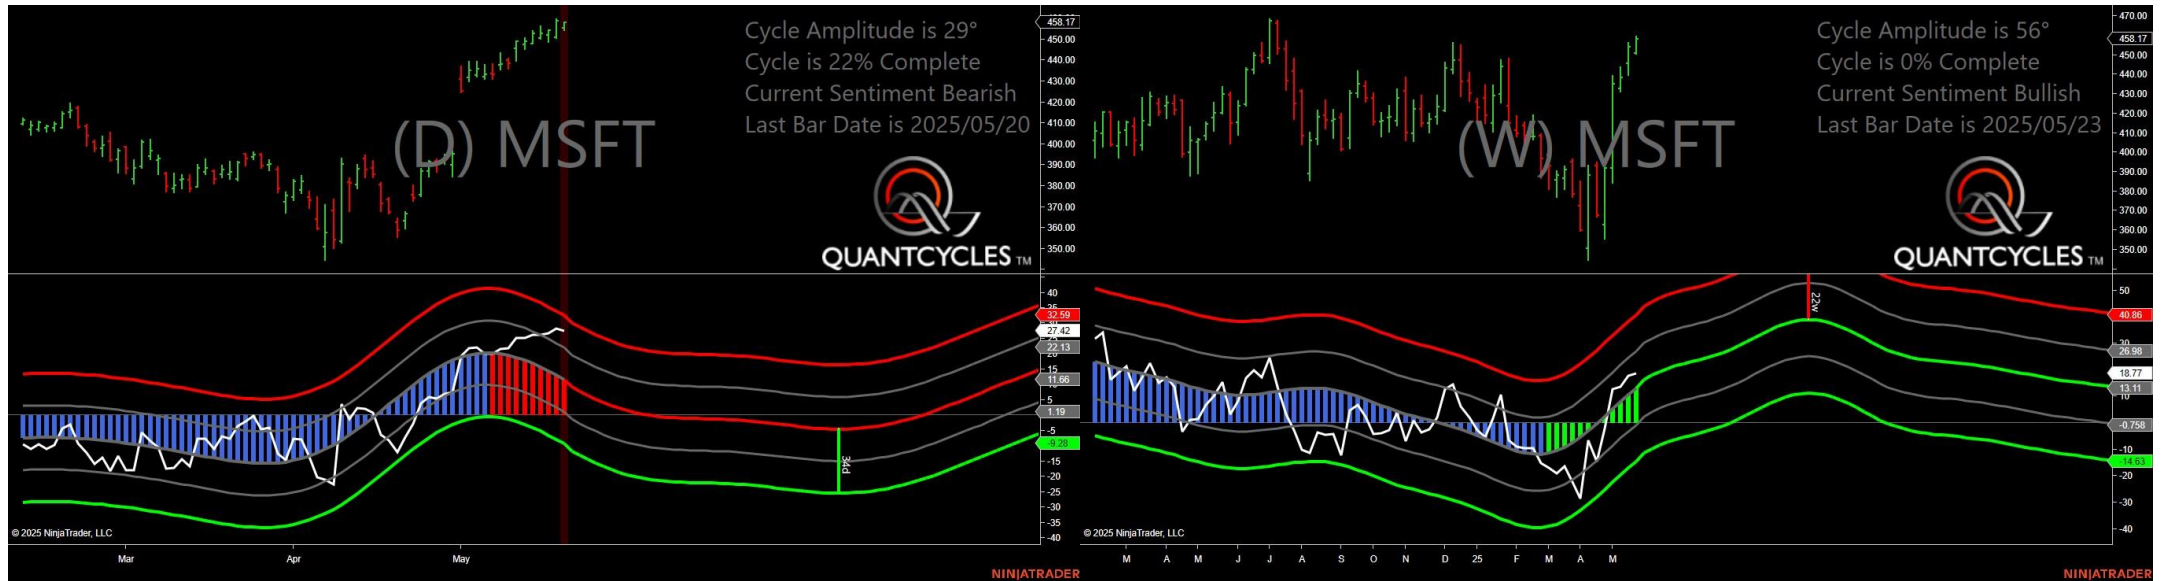 Cycle Amplitude is 29°
Cycle is 22% Complete
Current Sentiment Bearish
Last Bar Date is 2025/05/20
(D) MSFT
QUANTCYCLES TM
458.17
450.00
440.00
430.00
420.00
410.00
400.00
390.00
380.00
370.00
360.00
350.00
40
32.59
27.42
22.13
15
11.66
5
1.19
-5
-9.28
-15
-20
-25
-30
-35
-40
34d
© 2025 NinjaTrader, LLC
Mar Apr May
NINJATRADER
Cycle Amplitude is 56°
Cycle is 0% Complete
Current Sentiment Bullish
Last Bar Date is 2025/05/23
(W) MSFT
QUANTCYCLES TM
470.00
458.17
450.00
440.00
430.00
420.00
410.00
400.00
390.00
380.00
370.00
360.00
350.00
22w
50
40.86
26.98
18.77
13.11
10
-0.758
-10
-14.63
-20
-30
-40
© 2025 NinjaTrader, LLC
M A M J J A S O N D 25 F M A M
NINJATRADER